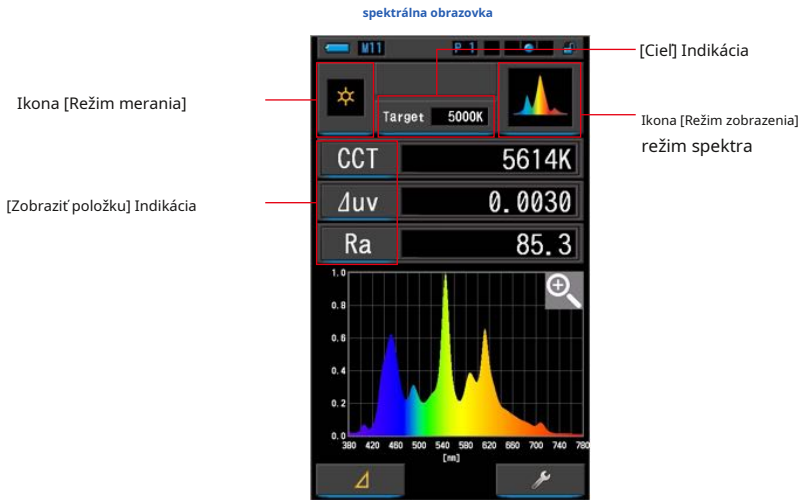 spektrálna obrazovka
M11 P 1
[Cieľ] Indikácia
Ikona [Režim merania]
Target 5000K
Ikona [Režim zobrazenia]
režim spektra
CCT 5614K
[Zobraziť položku] Indikácia
⊿uv 0.0030
Ra 85.3
1.0
0.8
0.6
0.4
0.2
0.0
380 420 460 500 540 580 620 660 700 740 780
[nm]